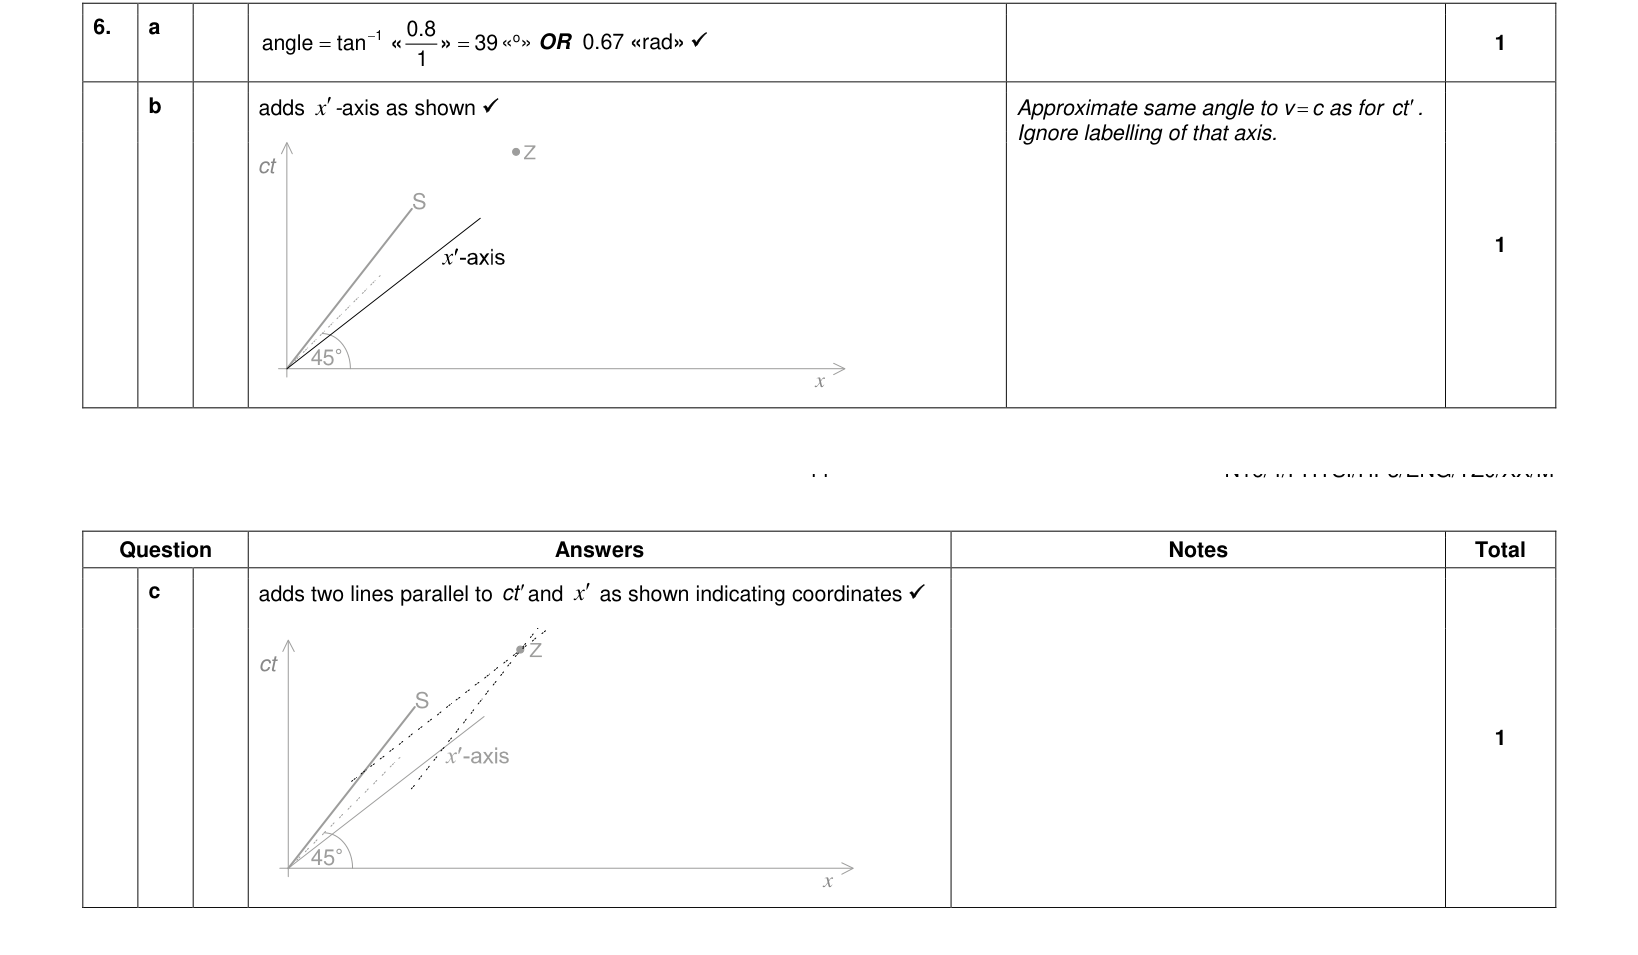 6. a angle = tan⁻¹ «0.8/1» = 39 «°» OR 0.67 «rad» ✓ 1
b adds x′ -axis as shown ✓ Approximate same angle to v= c as for ct′ .
Ignore labelling of that axis.
ct
Z
S
x′-axis
1
45°
x
Question Answers Notes Total
c adds two lines parallel to ct′ and x′ as shown indicating coordinates ✓
ct
Z
S
1
x′-axis
45°
x